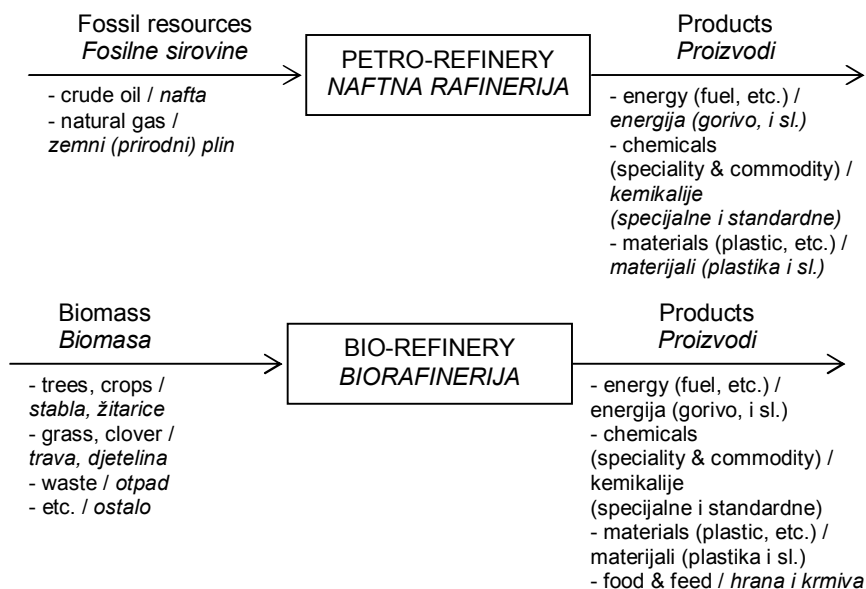 Fossil resources
Fosilne sirovine
- crude oil / nafta
- natural gas /
zemni (prirodni) plin
PETRO-REFINERY
NAFTNA RAFINERIJA
Products
Proizvodi
- energy (fuel, etc.) /
energija (gorivo, i sl.)
- chemicals
(speciality & commodity) /
kemikalije
(specijalne i standardne)
- materials (plastic, etc.) /
materijali (plastika i sl.)
Biomass
Biomasa
- trees, crops /
stabla, žitarice
- grass, clover /
trava, djetelina
- waste / otpad
- etc. / ostalo
BIO-REFINERY
BIORAFINERIJA
Products
Proizvodi
- energy (fuel, etc.) /
energija (gorivo, i sl.)
- chemicals
(speciality & commodity) /
kemikalije
(specijalne i standardne)
- materials (plastic, etc.) /
materijali (plastika i sl.)
- food & feed / hrana i krmiva